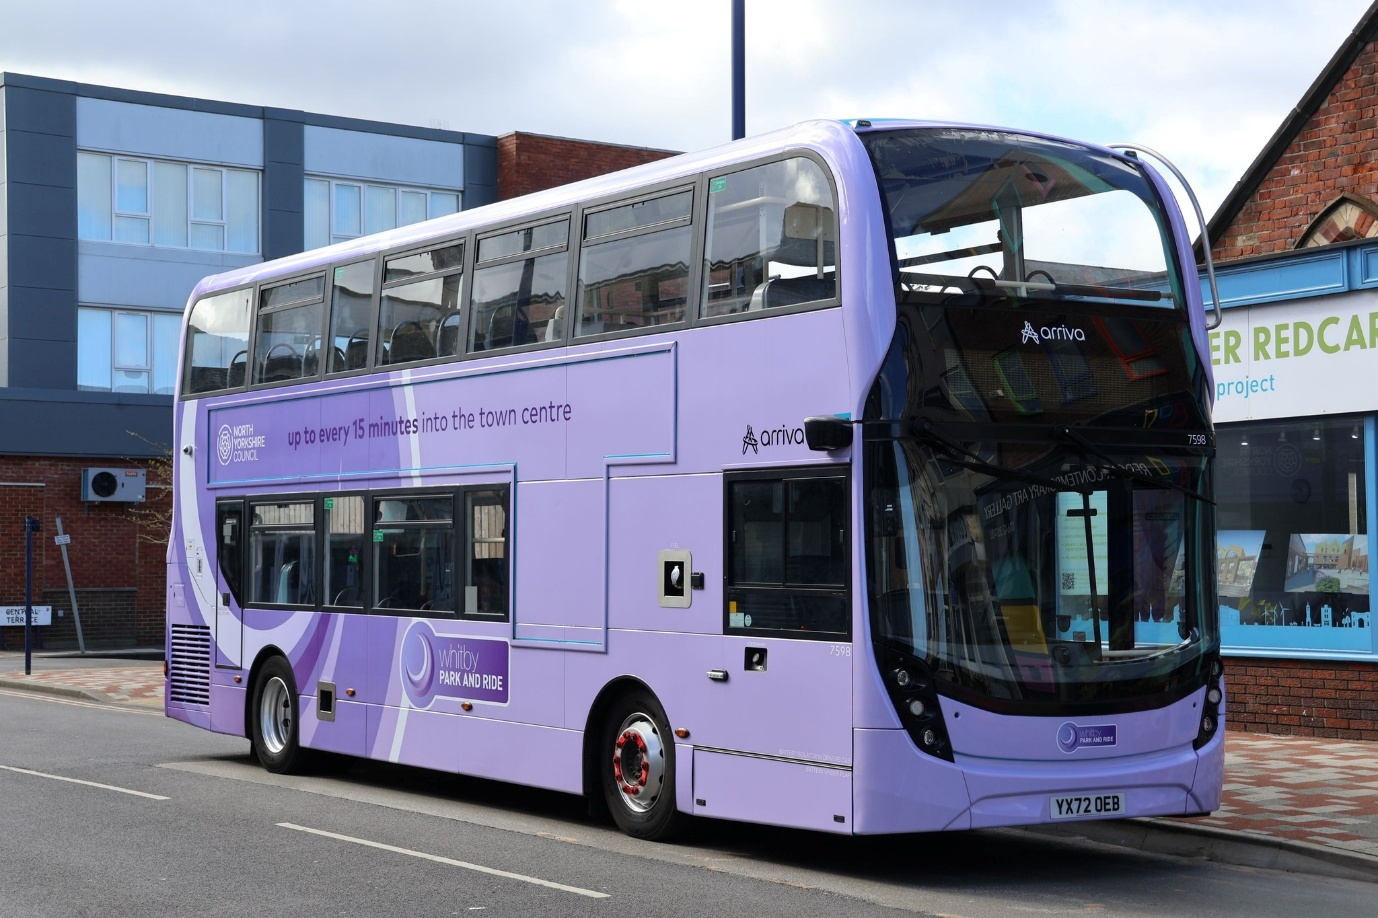 arriva
7598
NORTH
YORKSHIRE
COUNCIL
up to every 15 minutes into the town centre
arriva
whitby
PARK AND RIDE
7598
whitby
PARK AND RIDE
YX72 OEB
CENTRAL
TERRACE
ER REDCAR
project